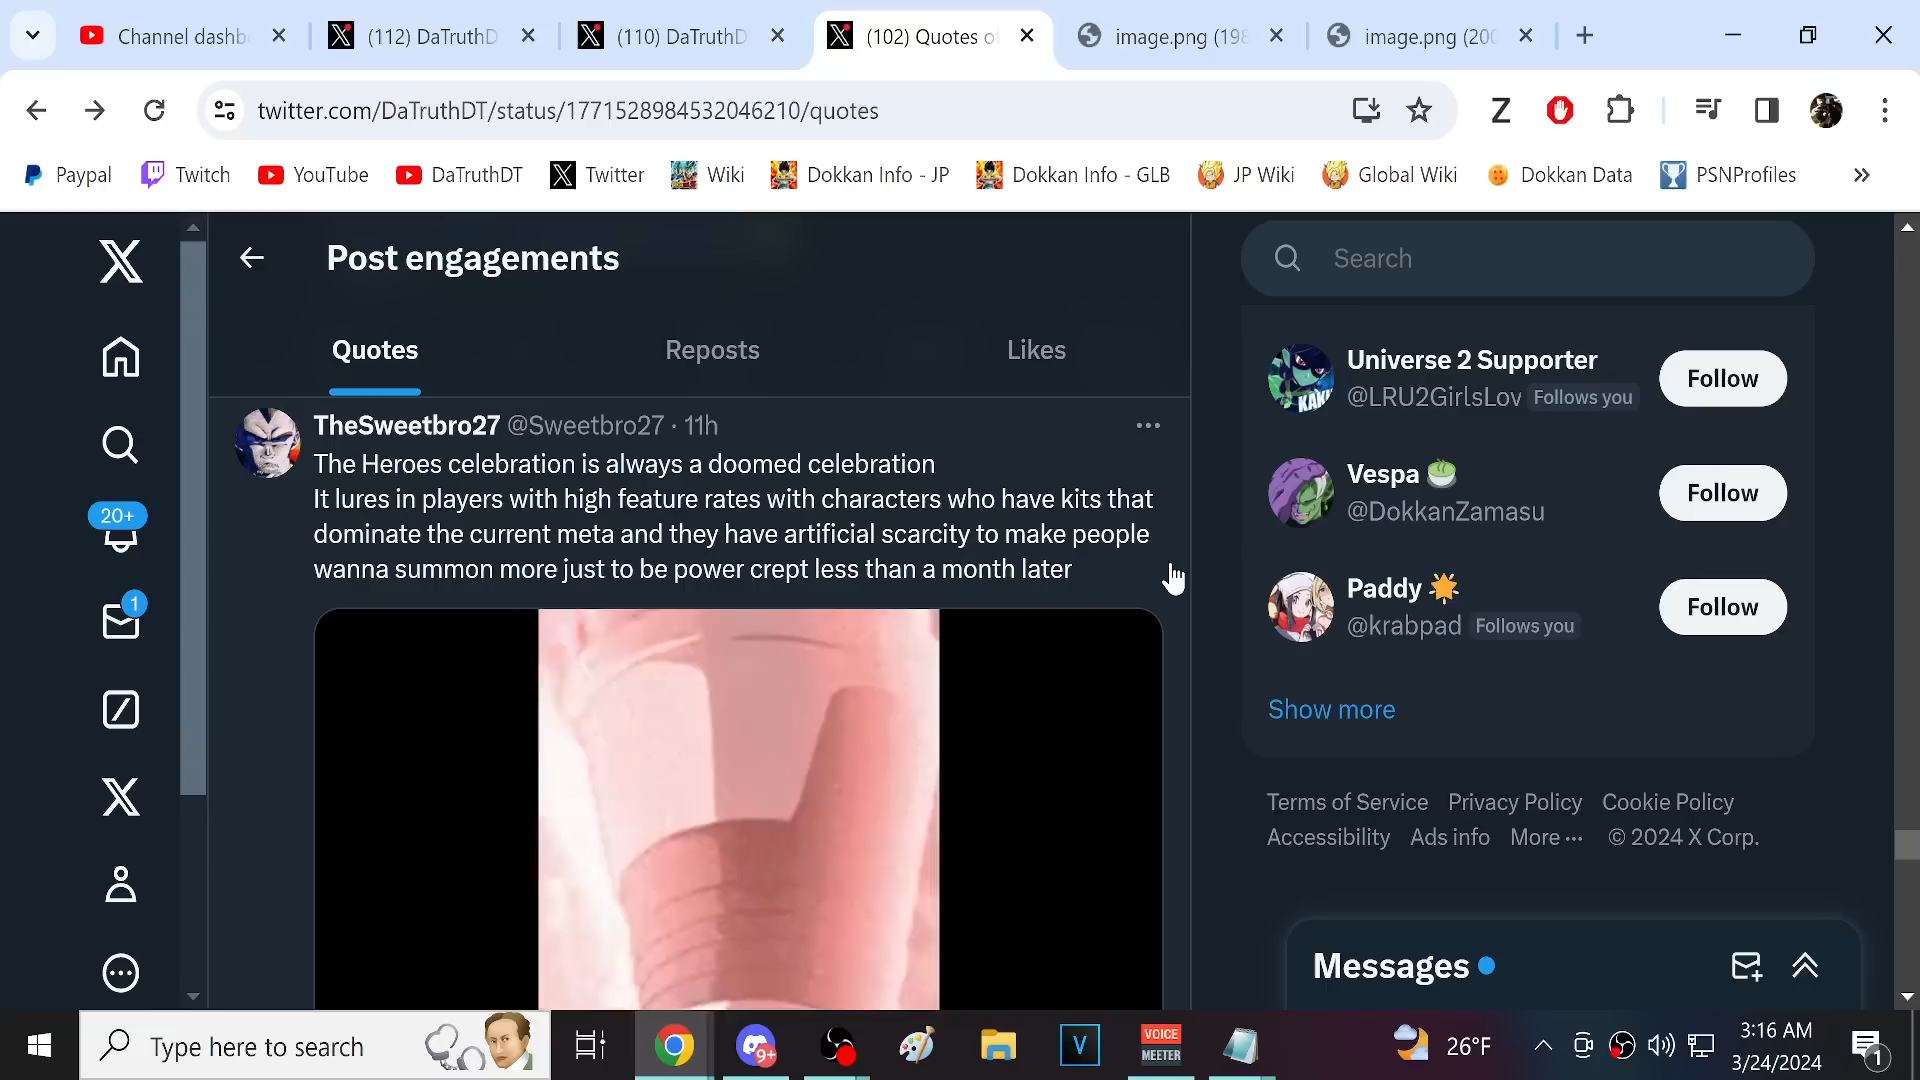 Channel dashb
(112) DaTruthD
(110) DaTruthD
(102) Quotes o
image.png (198
image.png (200
twitter.com/DaTruthDT/status/1771528984532046210/quotes
Paypal
Twitch
YouTube
DaTruthDT
Twitter
Wiki
Dokkan Info - JP
Dokkan Info - GLB
JP Wiki
Global Wiki
Dokkan Data
PSNProfiles
Post engagements
Search
Quotes
Reposts
Likes
TheSweetbro27 @Sweetbro27 · 11h
The Heroes celebration is always a doomed celebration
It lures in players with high feature rates with characters who have kits that
dominate the current meta and they have artificial scarcity to make people
wanna summon more just to be power crept less than a month later
20+
1
Universe 2 Supporter
@LRU2GirlsLov Follows you
Follow
Vespa
@DokkanZamasu
Follow
Paddy
@krabpad Follows you
Follow
Show more
Terms of Service Privacy Policy Cookie Policy
Accessibility Ads info More ··· © 2024 X Corp.
Messages
Type here to search
9+
V
VOICE
MEETER
26°F
3:16 AM
3/24/2024
1